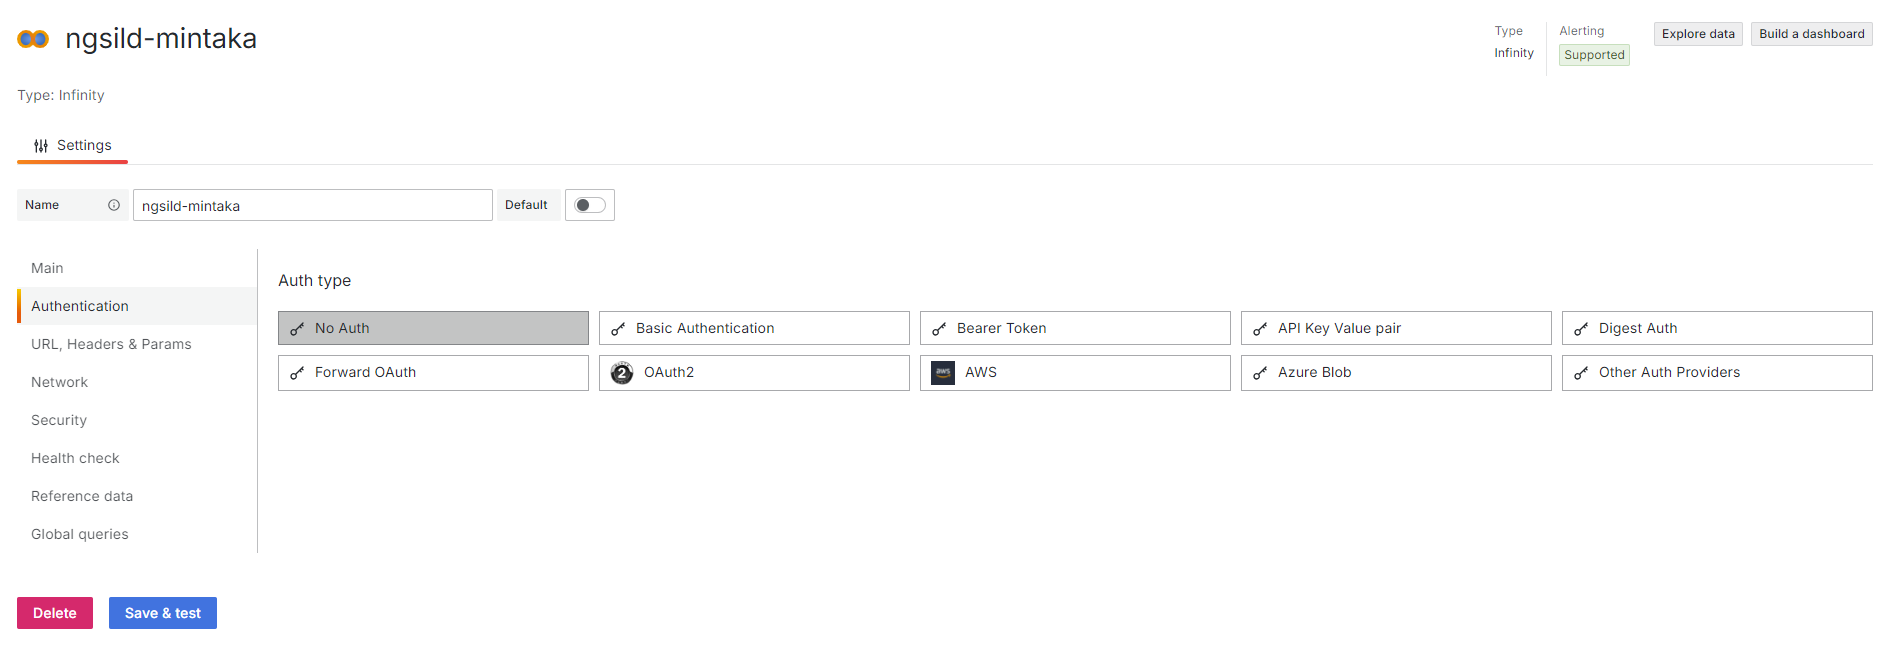 ngsild-mintaka
Type
Infinity
Alerting
Supported
Explore data
Build a dashboard
Type: Infinity
Settings
Name
ngsild-mintaka
Default
Main
Authentication
URL, Headers & Params
Network
Security
Health check
Reference data
Global queries
Auth type
No Auth
Basic Authentication
Bearer Token
API Key Value pair
Digest Auth
Forward OAuth
2
OAuth2
aws
AWS
Azure Blob
Other Auth Providers
Delete
Save & test